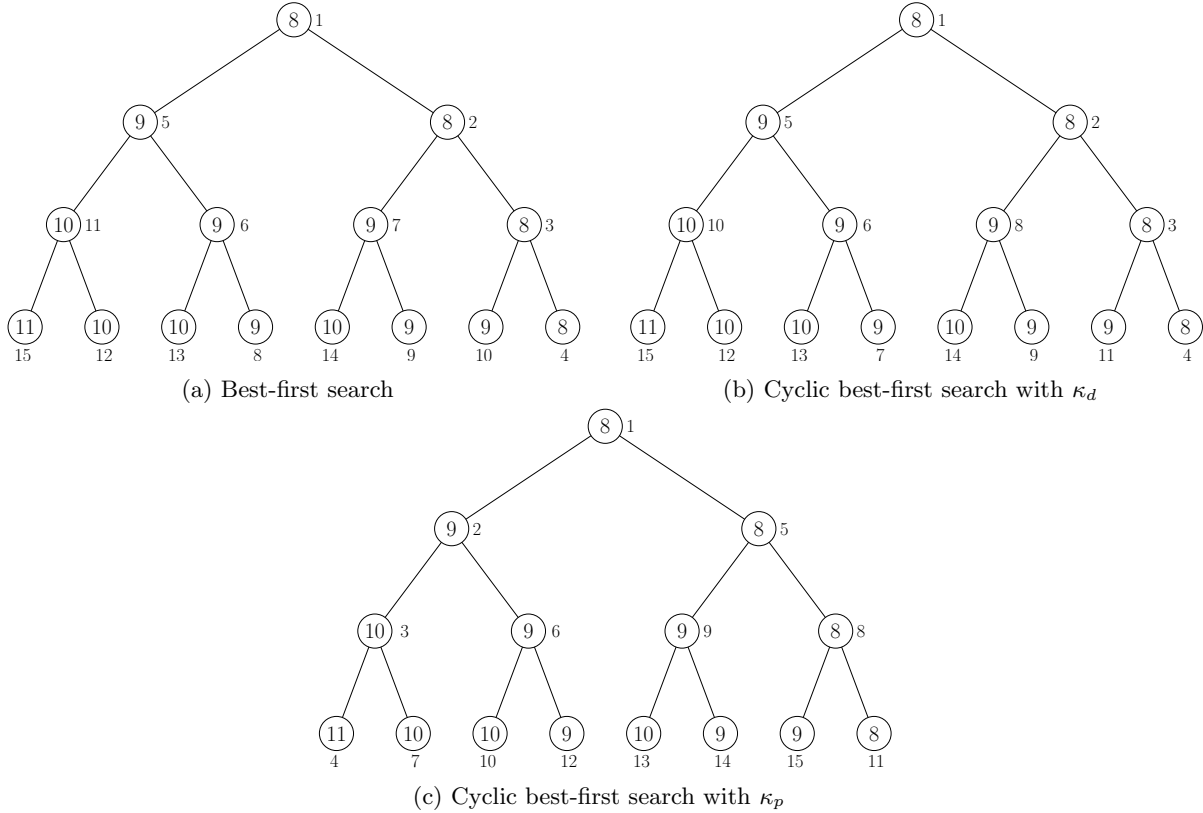 8 1 8 1
9 5 8 2 9 5 8 2
10 11 9 6 9 7 8 3 10 10 9 6 9 8 8 3
11 10 10 9 10 9 9 8 11 10 10 9 10 9 9 8
15 12 13 8 14 9 10 4 15 12 13 7 14 9 11 4
(a) Best-first search (b) Cyclic best-first search with κd
8 1
9 2 8 5
10 3 9 6 9 9 8 8
11 10 10 9 10 9 9 8
4 7 10 12 13 14 15 11
(c) Cyclic best-first search with κp